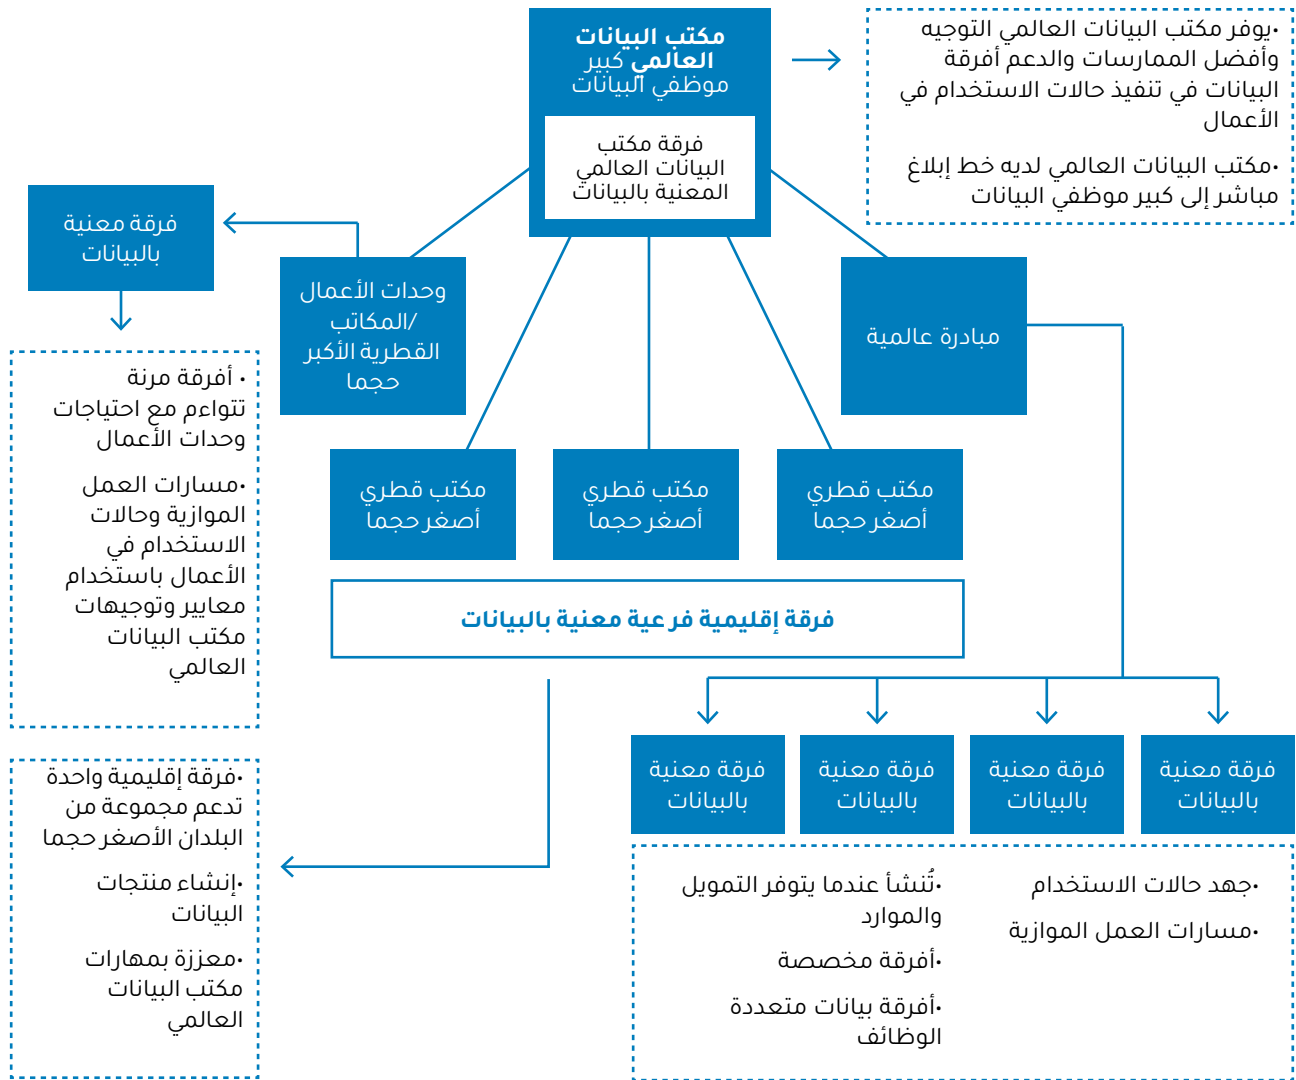 مكتب البيانات
العالمي كبير
موظفي البيانات
فرقة مكتب
البيانات العالمي
المعنية بالبيانات
•يوفر مكتب البيانات العالمي التوجيه
وأفضل الممارسات والدعم أفرقة
البيانات في تنفيذ حالات الاستخدام في
الأعمال
•مكتب البيانات العالمي لديه خط إبلاغ
مباشر إلى كبير موظفي البيانات
فرقة معنية
بالبيانات
وحدات الأعمال
/المكاتب
القطرية الأكبر
حجما
مبادرة عالمية
• أفرقة مرنة
تتواءم مع احتياجات
وحدات الأعمال
•مسارات العمل
الموازية وحالات
الاستخدام في
الأعمال باستخدام
معايير وتوجيهات
مكتب البيانات
العالمي
مكتب قطري
أصغر حجما
مكتب قطري
أصغر حجما
مكتب قطري
أصغر حجما
فرقة إقليمية فر عية معنية بالبيانات
فرقة معنية
بالبيانات
فرقة معنية
بالبيانات
فرقة معنية
بالبيانات
فرقة معنية
بالبيانات
•جهد حالات الاستخدام
•مسارات العمل الموازية
•تُنشأ عندما يتوفر التمويل
والموارد
•أفرقة مخصصة
•أفرقة بيانات متعددة
الوظائف
•فرقة إقليمية واحدة
تدعم مجموعة من
البلدان الأصغر حجما
•إنشاء منتجات
البيانات
•معززة بمهارات
مكتب البيانات
العالمي